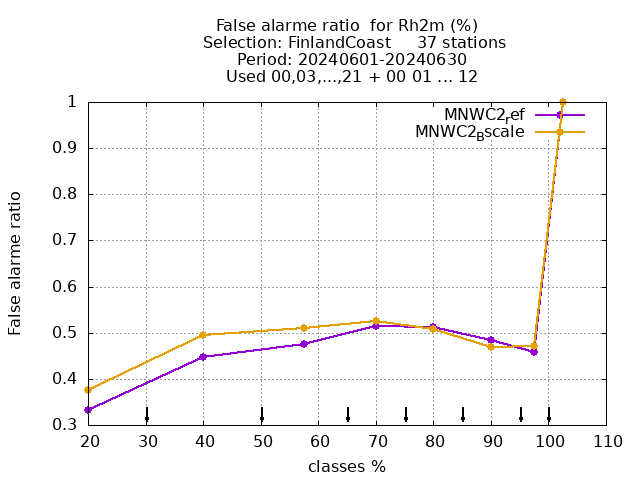 False alarme ratio  for Rh2m (%)
Selection: FinlandCoast     37 stations
Period: 20240601-20240630
Used 00,03,...,21 + 00 01 ... 12
MNWC2ref
MNWC2Bscale
False alarme ratio
1
0.9
0.8
0.7
0.6
0.5
0.4
0.3
20 30 40 50 60 70 80 90 100 110
classes %